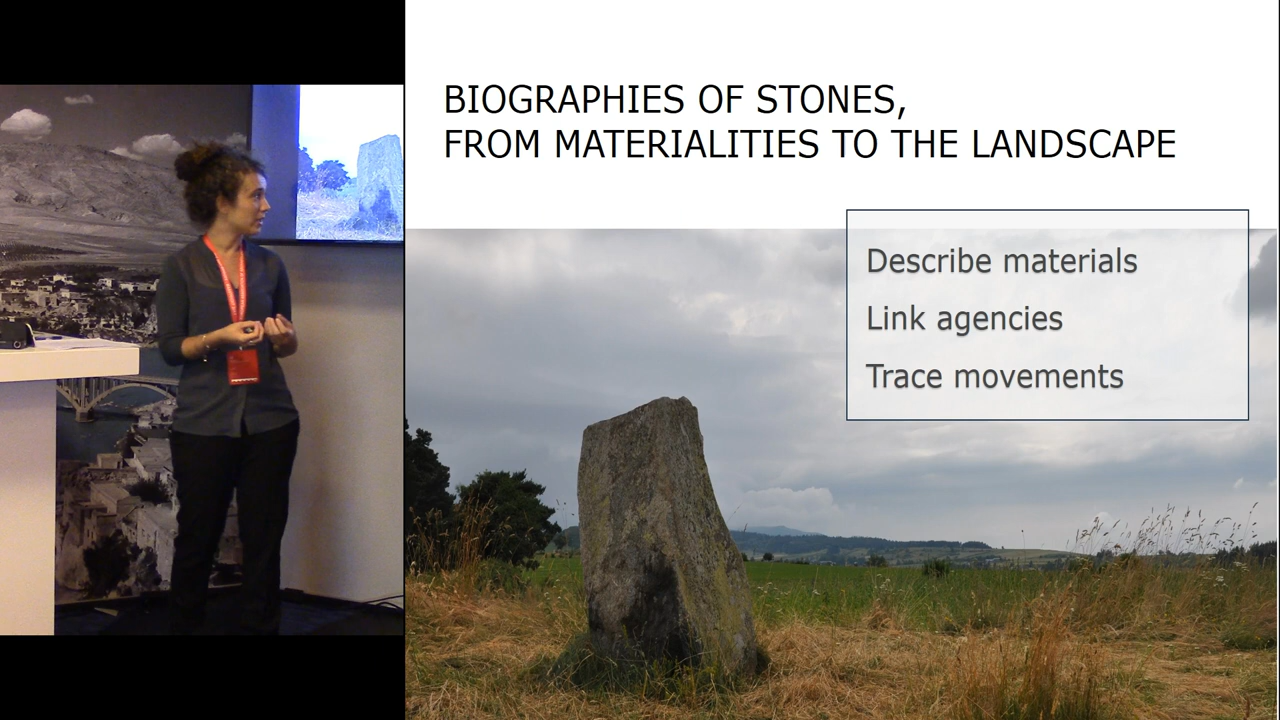 BIOGRAPHIES OF STONES,
FROM MATERIALITIES TO THE LANDSCAPE
Describe materials
Link agencies
Trace movements